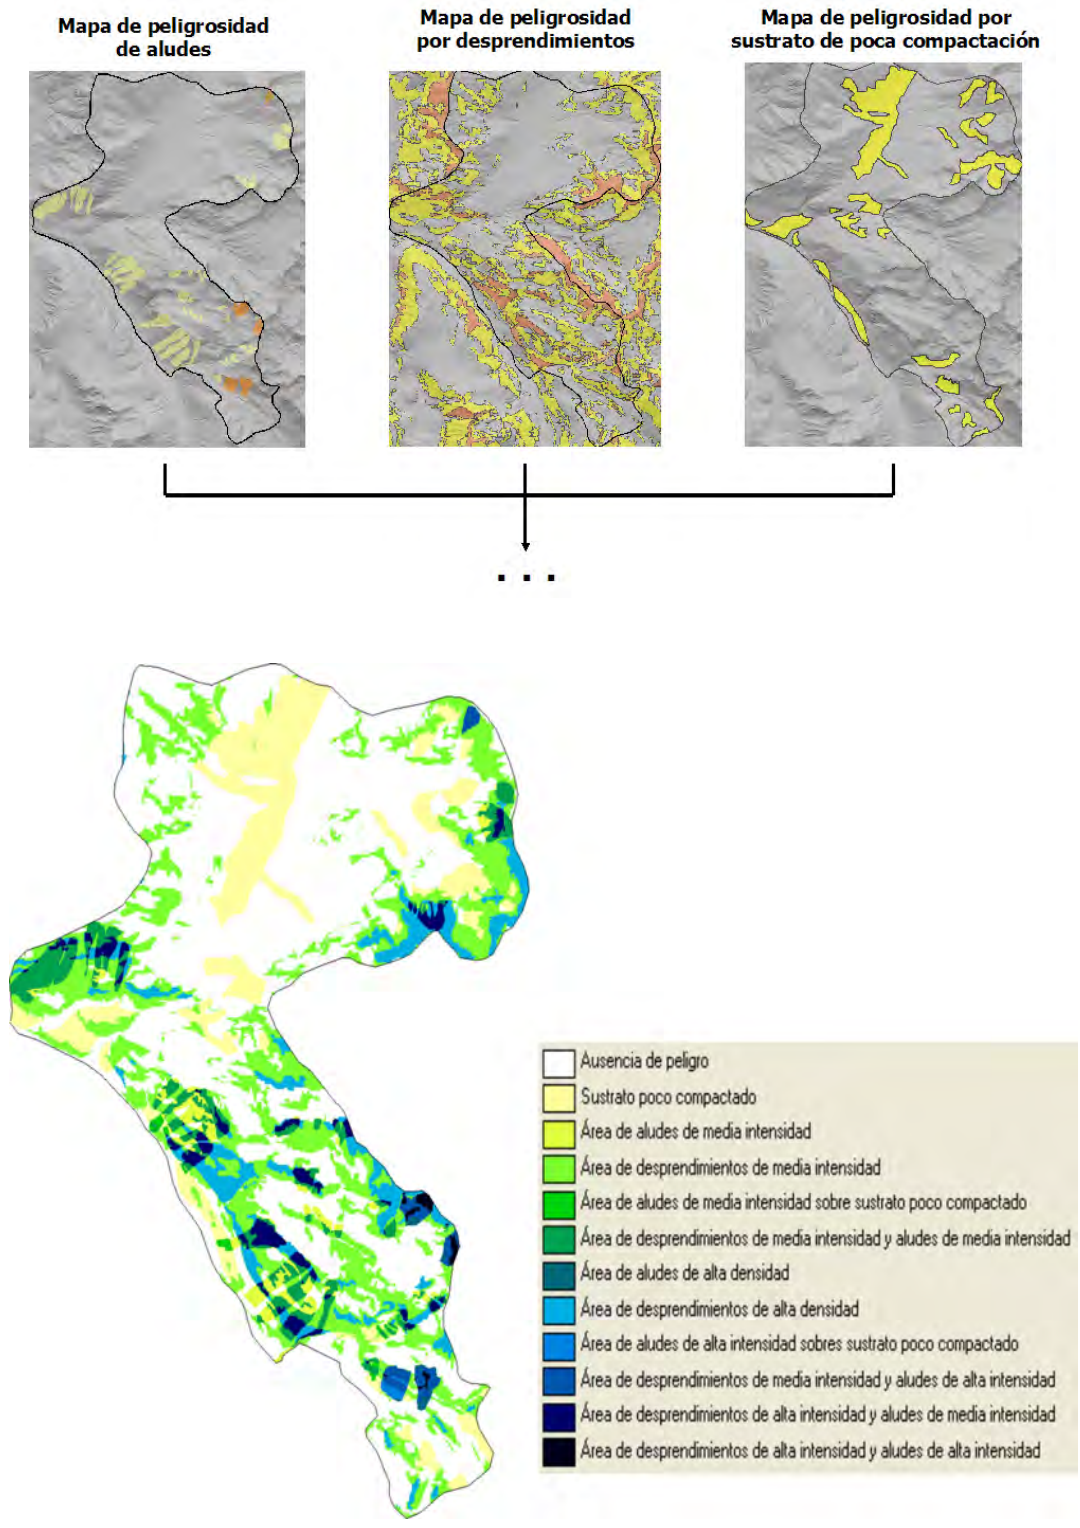 Mapa de peligrosidad
de aludes
Mapa de peligrosidad
por desprendimientos
Mapa de peligrosidad por
sustrato de poca compactación
. . .
Ausencia de peligro
Sustrato poco compactado
Área de aludes de media intensidad
Área de desprendimientos de media intensidad
Área de aludes de media intensidad sobre sustrato poco compactado
Área de desprendimientos de media intensidad y aludes de media intensidad
Área de aludes de alta densidad
Área de desprendimientos de alta densidad
Área de aludes de alta intensidad sobres sustrato poco compactado
Área de desprendimientos de media intensidad y aludes de alta intensidad
Área de desprendimientos de alta intensidad y aludes de media intensidad
Área de desprendimientos de alta intensidad y aludes de alta intensidad